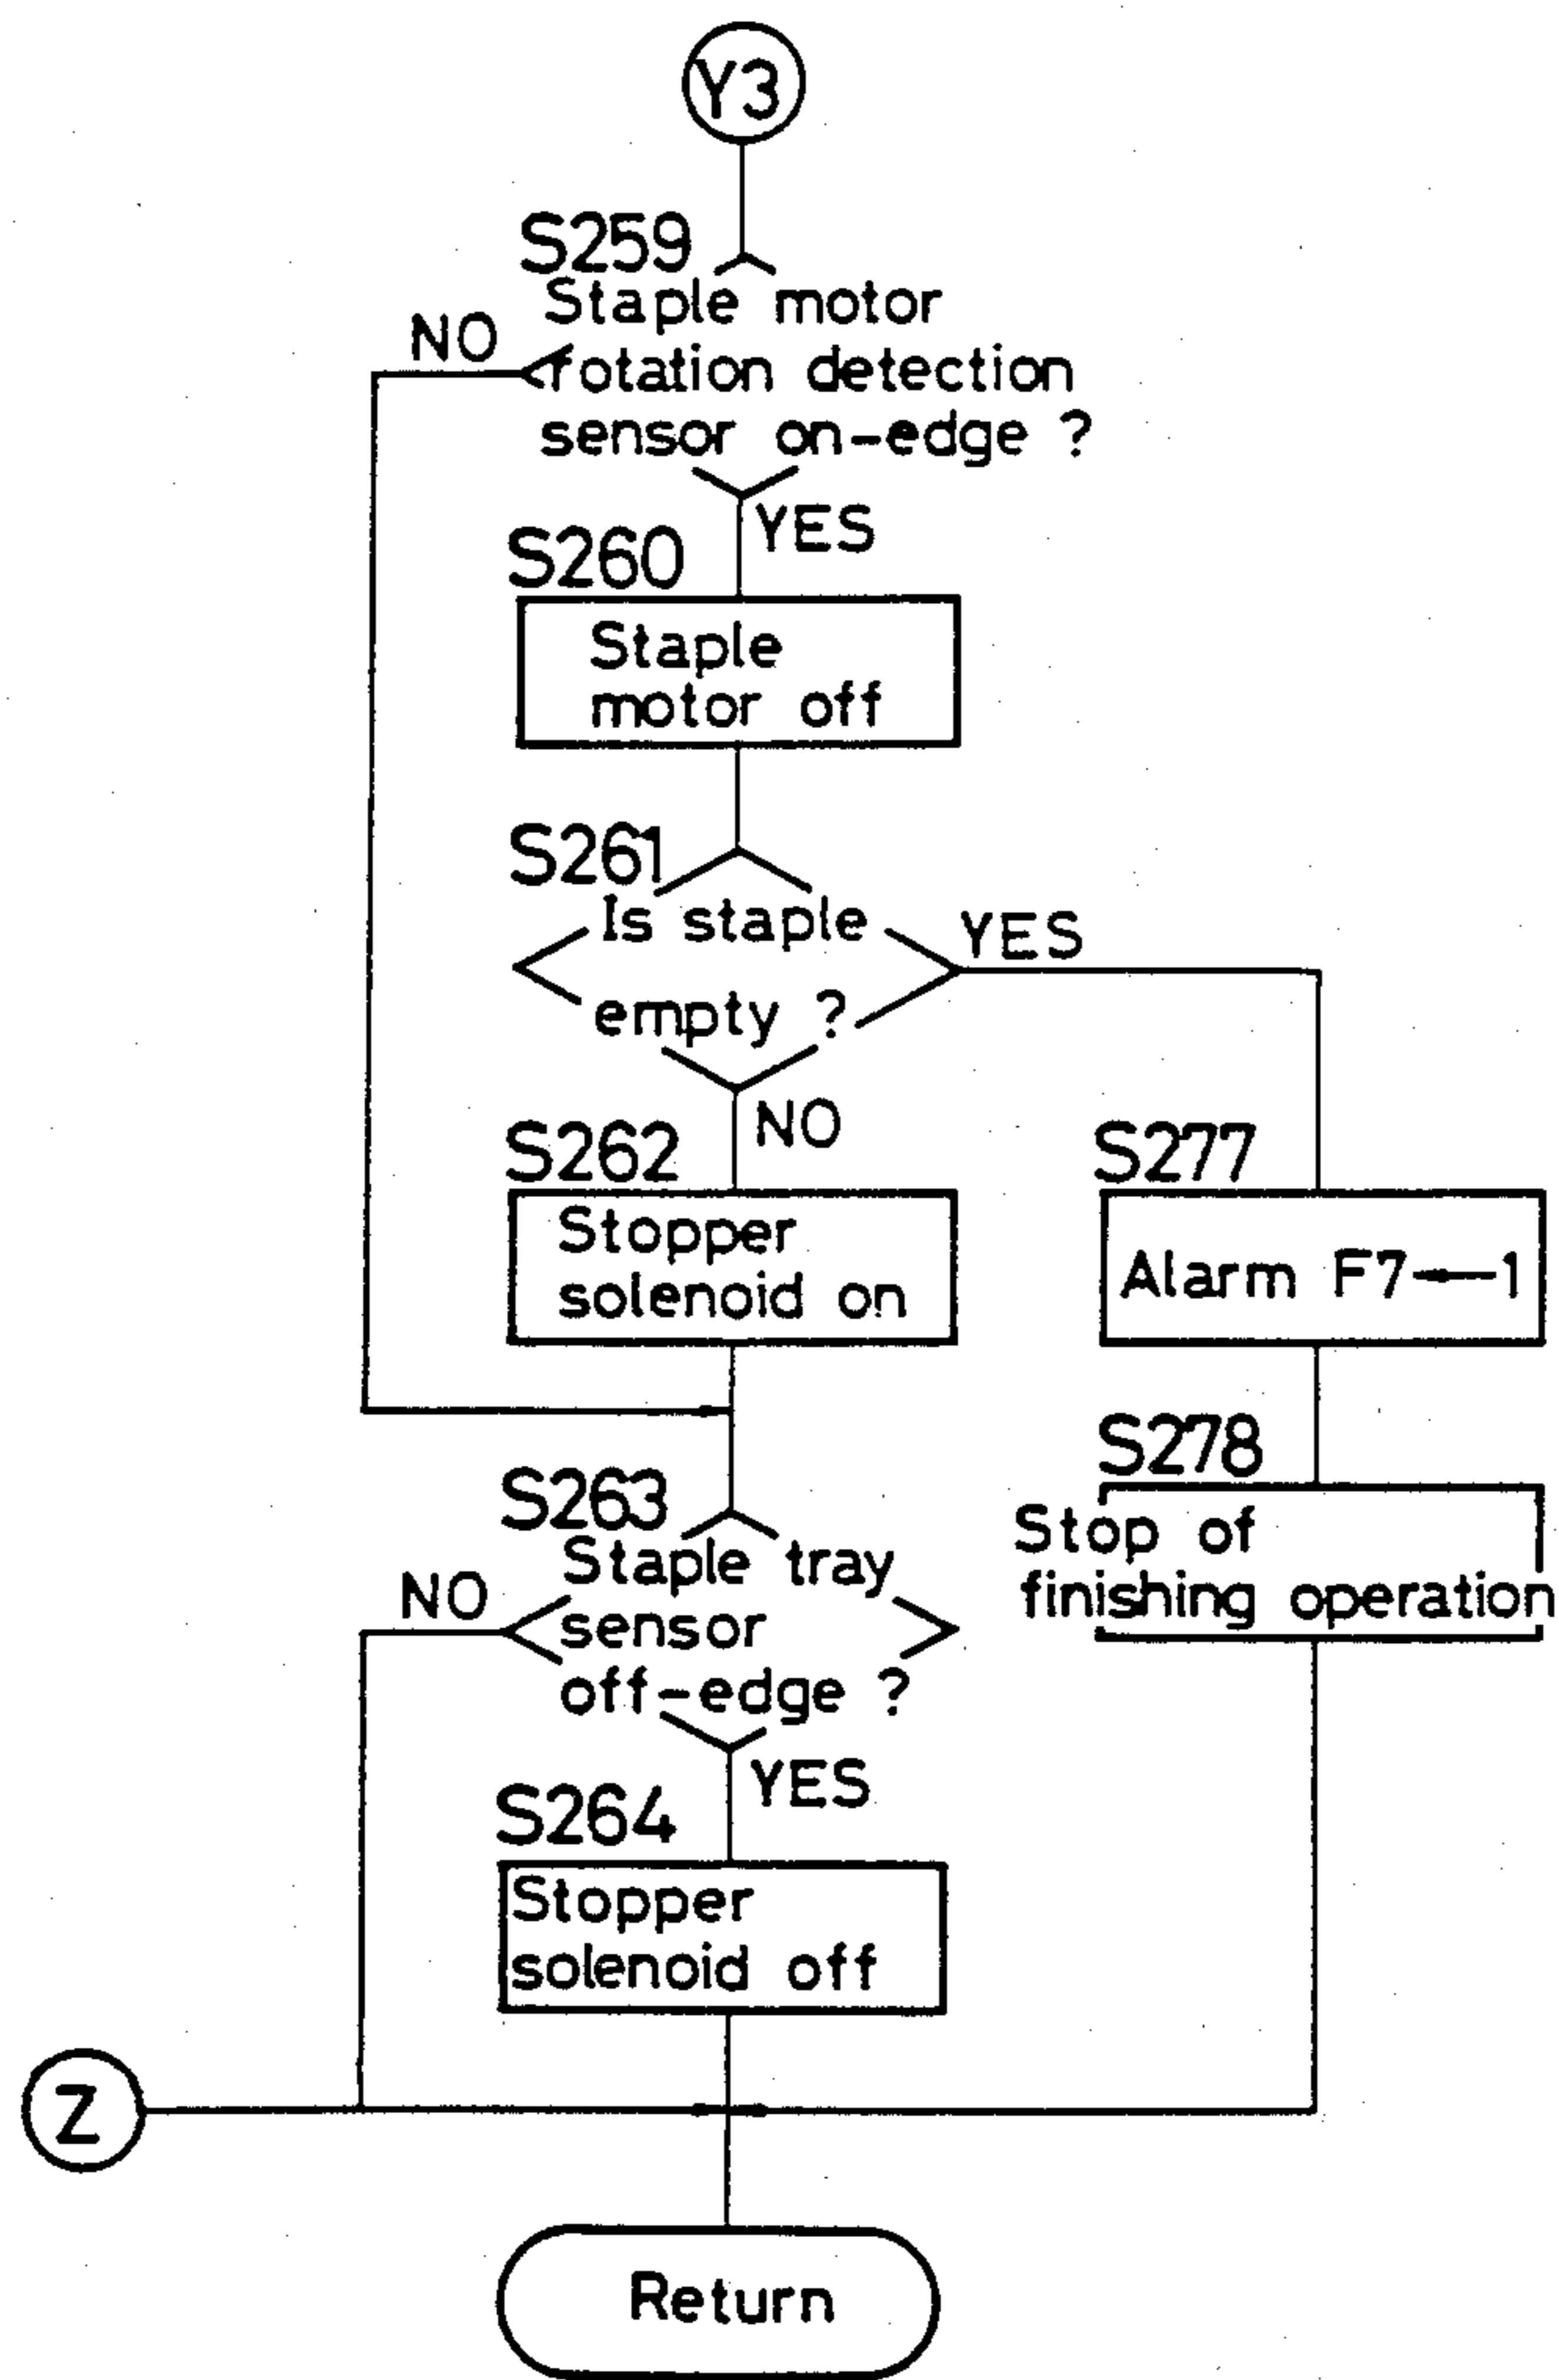 Y3
S259
Staple motor
rotation detection
sensor on-edge ?
NO
YES
S260
Staple
motor off
S261
Is staple
empty ?
YES
NO
S262
Stopper
solenoid on
S277
Alarm F7←1
S278
Stop of
finishing operation
S263
Staple tray
sensor
off-edge ?
NO
YES
S264
Stopper
solenoid off
Z
Return